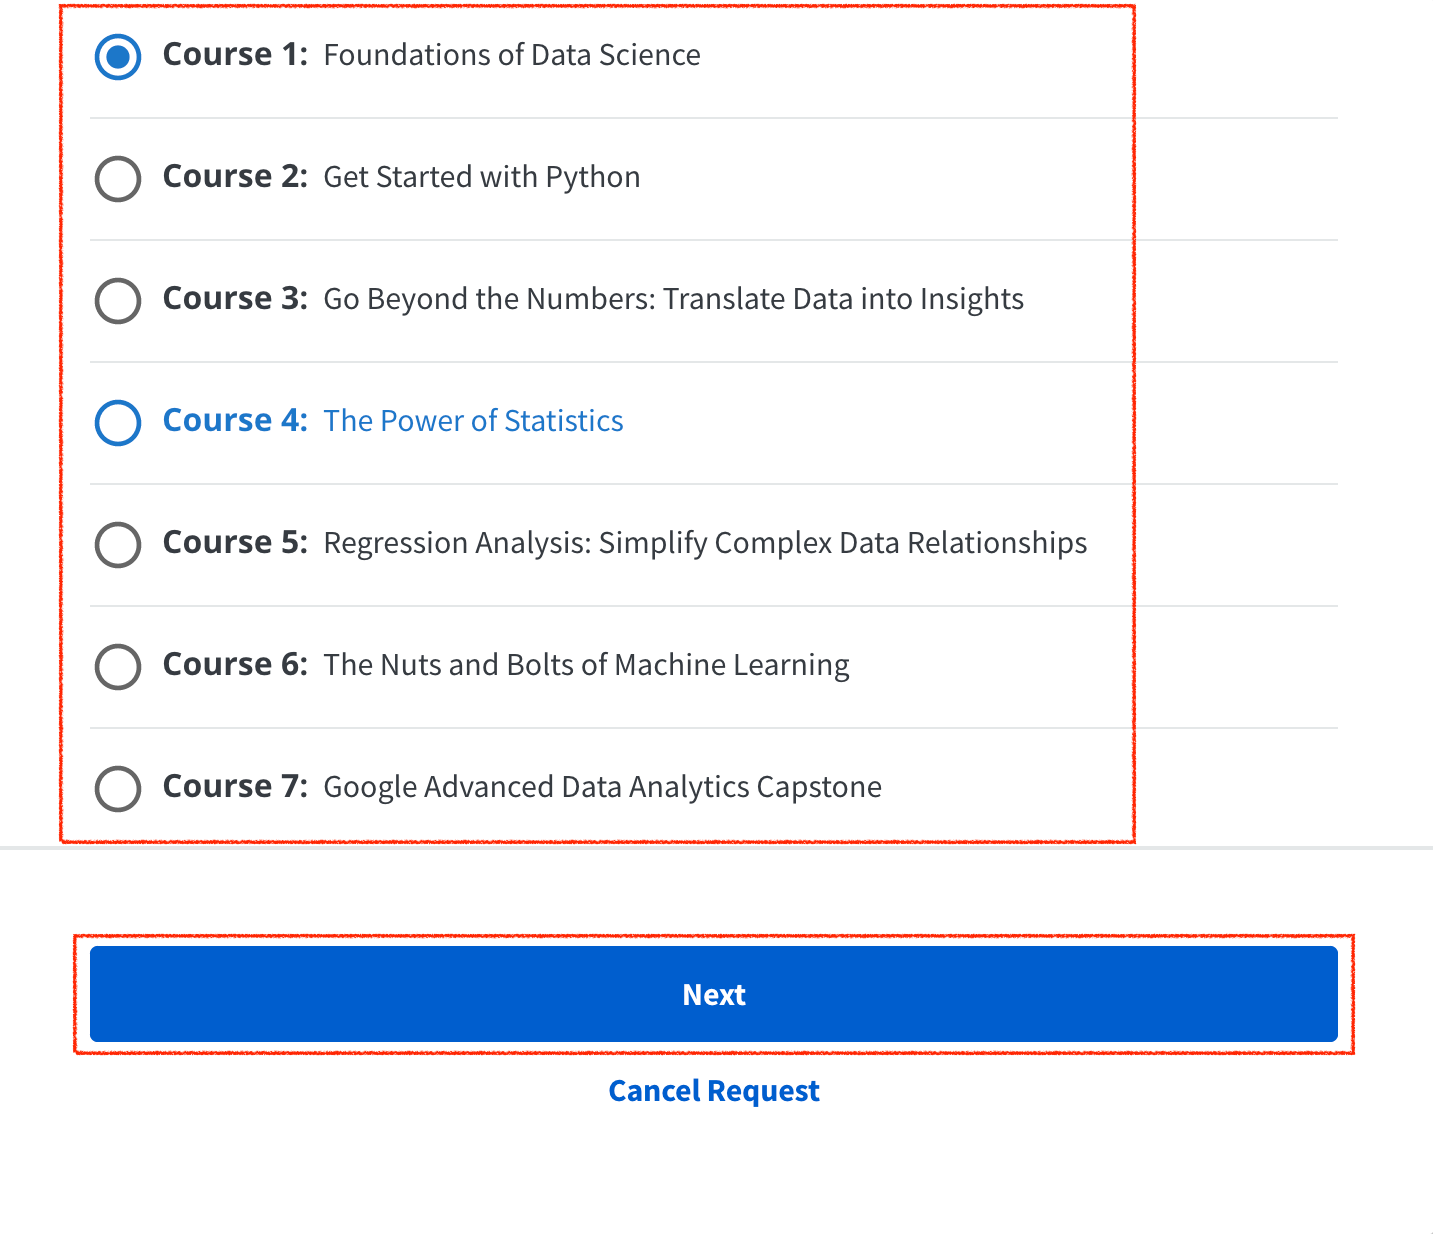 Course 1: Foundations of Data Science
Course 2: Get Started with Python
Course 3: Go Beyond the Numbers: Translate Data into Insights
Course 4: The Power of Statistics
Course 5: Regression Analysis: Simplify Complex Data Relationships
Course 6: The Nuts and Bolts of Machine Learning
Course 7: Google Advanced Data Analytics Capstone
Next
Cancel Request